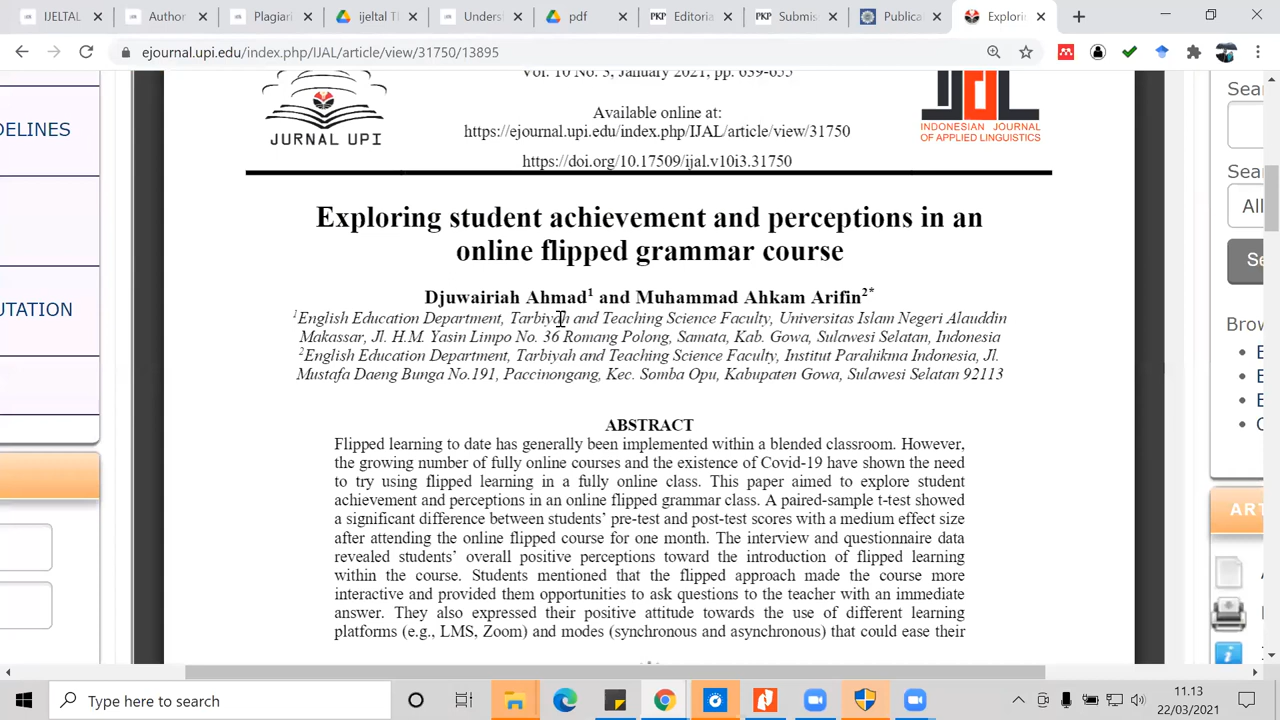 IJETAL
Author
Plagiari
ijeltal T
Unders
pdf
Editoria
Submis
Publica
Explorin
ejournal.upi.edu/index.php/IJAL/article/view/31750/13895
Vol. 10 No. 3, January 2021, pp. 639-655
Available online at:
https://ejournal.upi.edu/index.php/IJAL/article/view/31750
https://doi.org/10.17509/ijal.v10i3.31750
JURNAL UPI
INDONESIAN JOURNAL
OF APPLIED LINGUISTICS
Exploring student achievement and perceptions in an
online flipped grammar course
Djuwairiah Ahmad1 and Muhammad Ahkam Arifin2*
1English Education Department, Tarbiyah and Teaching Science Faculty, Universitas Islam Negeri Alauddin
Makassar, Jl. H.M. Yasin Limpo No. 36 Romang Polong, Samata, Kab. Gowa, Sulawesi Selatan, Indonesia
2English Education Department, Tarbiyah and Teaching Science Faculty, Institut Parahikma Indonesia, Jl.
Mustafa Daeng Bunga No.191, Paccinongang, Kec. Somba Opu, Kabupaten Gowa, Sulawesi Selatan 92113
ABSTRACT
Flipped learning to date has generally been implemented within a blended classroom. However,
the growing number of fully online courses and the existence of Covid-19 have shown the need
to try using flipped learning in a fully online class. This paper aimed to explore student
achievement and perceptions in an online flipped grammar class. A paired-sample t-test showed
a significant difference between students' pre-test and post-test scores with a medium effect size
after attending the online flipped course for one month. The interview and questionnaire data
revealed students' overall positive perceptions toward the introduction of flipped learning
within the course. Students mentioned that the flipped approach made the course more
interactive and provided them opportunities to ask questions to the teacher with an immediate
answer. They also expressed their positive attitude towards the use of different learning
platforms (e.g., LMS, Zoom) and modes (synchronous and asynchronous) that could ease their
DELINES
UTATION
Sea
Sea
All
Se
Brow
ART
Type here to search
11.13
22/03/2021